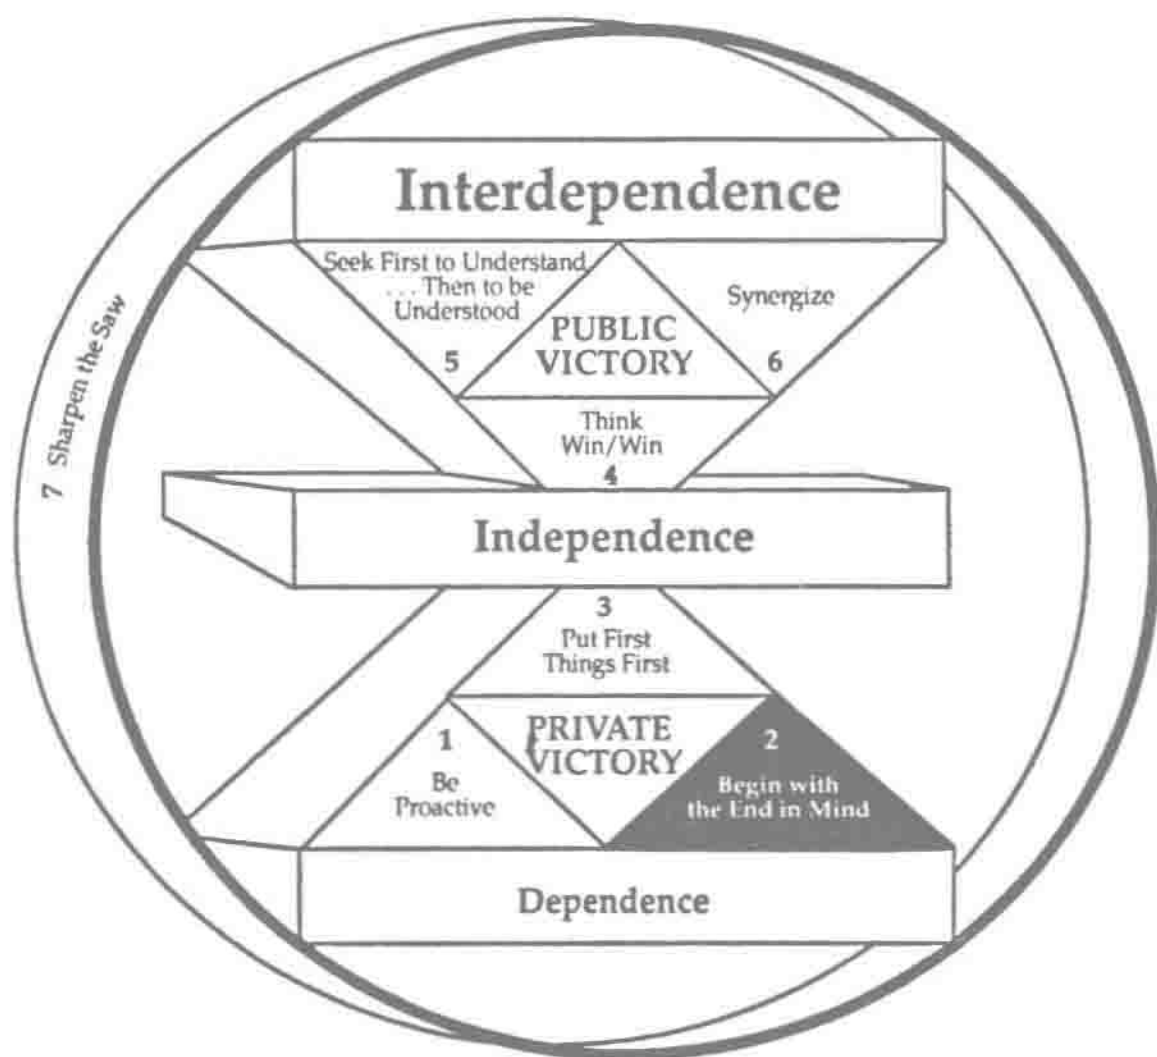 Interdependence
Seek First to Understand
. . . Then to be
Understood
5
PUBLIC
VICTORY
Synergize
6
Think
Win/Win
4
7 Sharpen the Saw
Independence
3
Put First
Things First
1
Be
Proactive
PRIVATE
VICTORY
2
Begin with
the End in Mind
Dependence